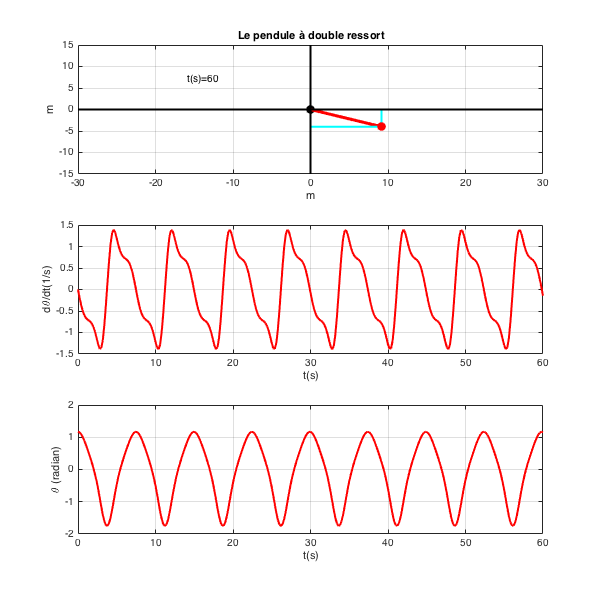 Le pendule à double ressort
15
10
5
0
-5
-10
-15
m
t(s)=60
-30 -20 -10 0 10 20 30
m
1.5
1
0.5
0
-0.5
-1
-1.5
dθ/dt(1/s)
0 10 20 30 40 50 60
t(s)
2
1
0
-1
-2
θ (radian)
0 10 20 30 40 50 60
t(s)